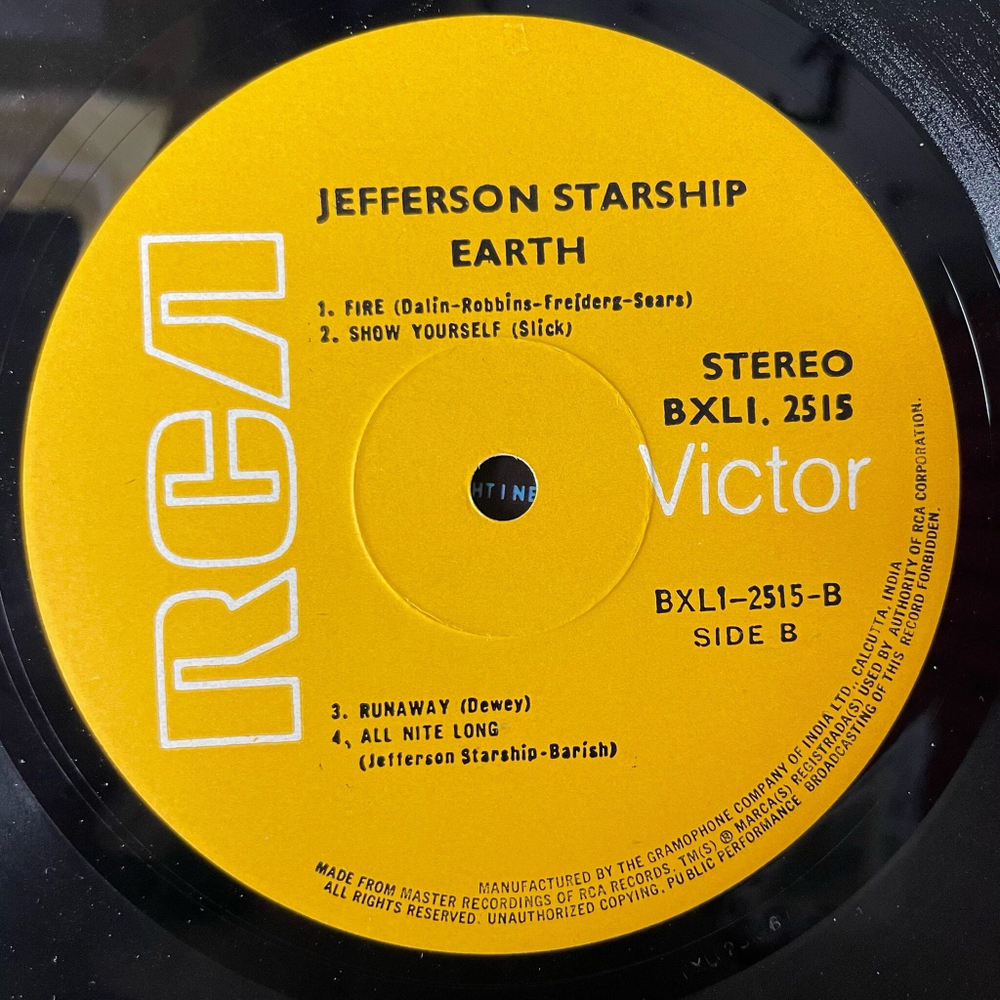 JEFFERSON STARSHIP
EARTH
1. FIRE (Dalin-Robbins-Freiderg-Sears)
2. SHOW YOURSELF (Slick)
STEREO
BXL1. 2515
RCA
Victor
HTINE
BXL1-2515-B
SIDE B
3. RUNAWAY (Dewey)
4, ALL NITE LONG
(Jefferson Starship-Barish)
MANUFACTURED BY THE GRAMOPHONE COMPANY OF INDIA LTD., CALCUTTA, INDIA
MADE FROM MASTER RECORDINGS OF RCA RECORDS, TM(S) ® MARCA(S) REGISTRADA(S) USED BY AUTHORITY OF RCA CORPORATION.
ALL RIGHTS RESERVED. UNAUTHORIZED COPYING, PUBLIC PERFORMANCE BROADCASTING OF THIS RECORD FORBIDDEN.